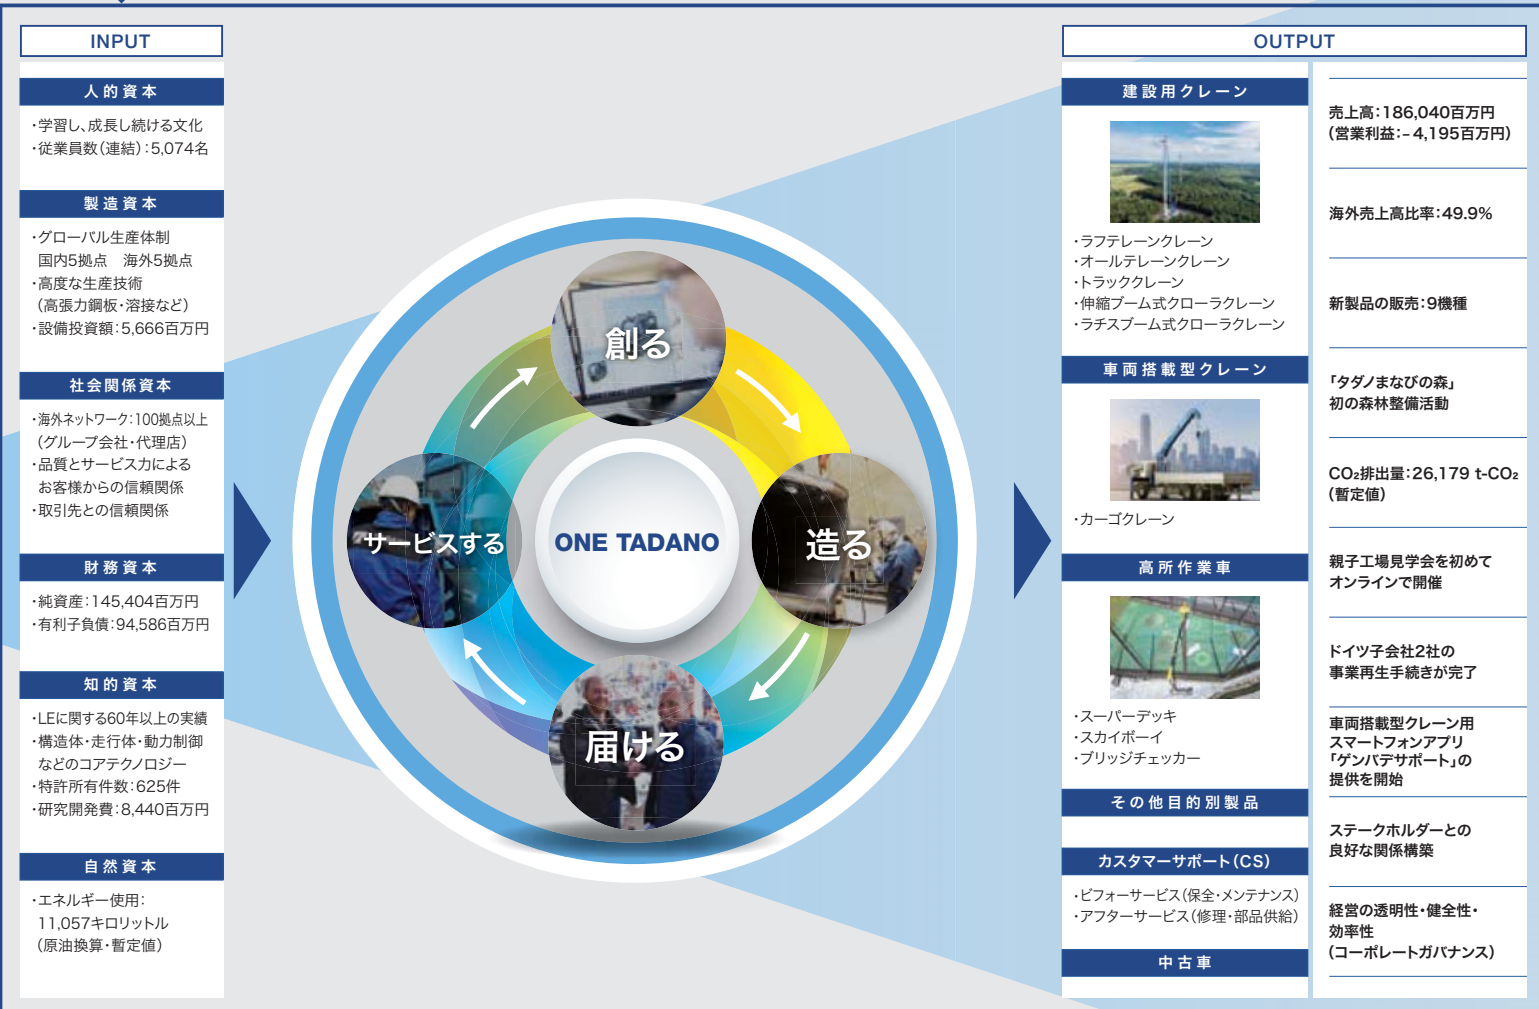 INPUT
人的資本
・学習し、成長し続ける文化
・従業員数(連結):5,074名
製造資本
・グローバル生産体制
国内5拠点　海外5拠点
・高度な生産技術
(高張力鋼板・溶接など)
・設備投資額:5,666百万円
社会関係資本
・海外ネットワーク:100拠点以上
(グループ会社・代理店)
・品質とサービス力による
お客様からの信頼関係
・取引先との信頼関係
財務資本
・純資産:145,404百万円
・有利子負債:94,586百万円
知的資本
・LEに関する60年以上の実績
・構造体・走行体・動力制御
などのコアテクノロジー
・特許所有件数:625件
・研究開発費:8,440百万円
自然資本
・エネルギー使用:
11,057キロリットル
(原油換算・暫定値)
創る
造る
届ける
サービスする
ONE TADANO
OUTPUT
建設用クレーン
・ラフテレーンクレーン
・オールテレーンクレーン
・トラッククレーン
・伸縮ブーム式クローラクレーン
・ラチスブーム式クローラクレーン
車両搭載型クレーン
・カーゴクレーン
高所作業車
・スーパーデッキ
・スカイボーイ
・ブリッジチェッカー
その他目的別製品
カスタマーサポート(CS)
・ビフォーサービス(保全・メンテナンス)
・アフターサービス(修理・部品供給)
中古車
売上高:186,040百万円
(営業利益:-4,195百万円)
海外売上高比率:49.9%
新製品の販売:9機種
「タダノまなびの森」
初の森林整備活動
CO₂排出量:26,179 t-CO₂
(暫定値)
親子工場見学会を初めて
オンラインで開催
ドイツ子会社2社の
事業再生手続きが完了
車両搭載型クレーン用
スマートフォンアプリ
「ゲンバデサポート」の
提供を開始
ステークホルダーとの
良好な関係構築
経営の透明性・健全性・
効率性
(コーポレートガバナンス)